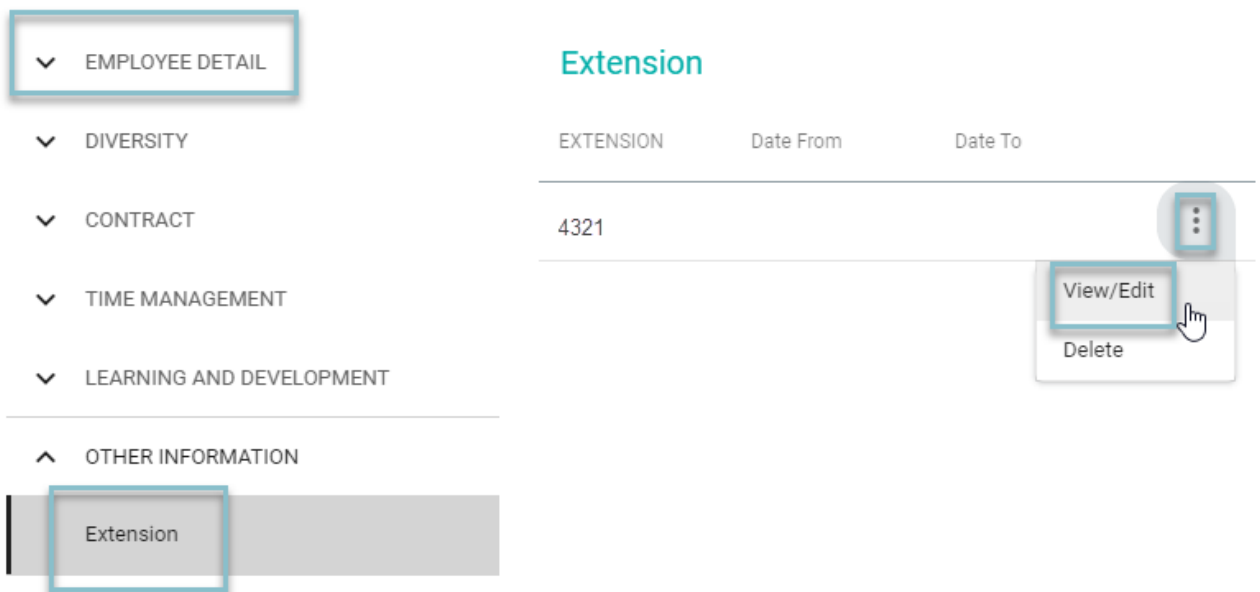 EMPLOYEE DETAIL
DIVERSITY
CONTRACT
TIME MANAGEMENT
LEARNING AND DEVELOPMENT
OTHER INFORMATION
Extension
Extension
EXTENSION Date From Date To
4321
View/Edit
Delete